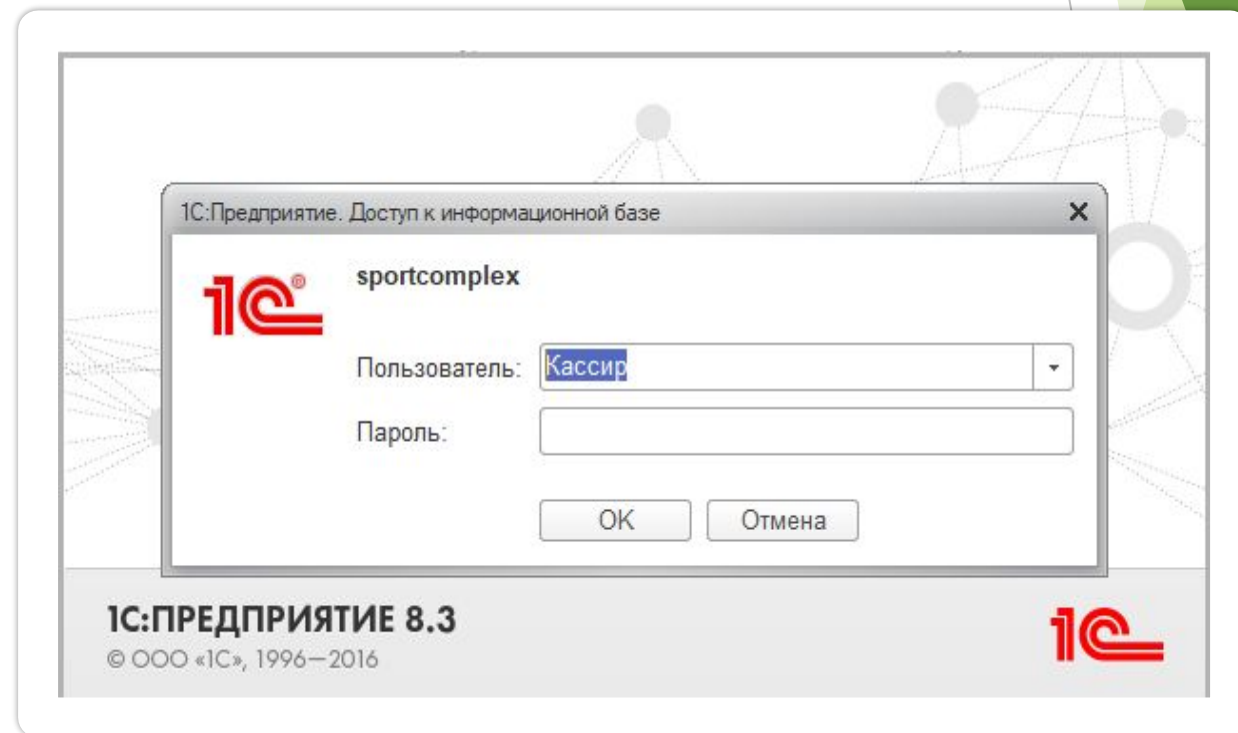 1С:Предприятие. Доступ к информационной базе
1С®
sportcomplex
Пользователь: Кассир
Пароль:
OK Отмена
1С:ПРЕДПРИЯТИЕ 8.3
© ООО «1С», 1996—2016
1С